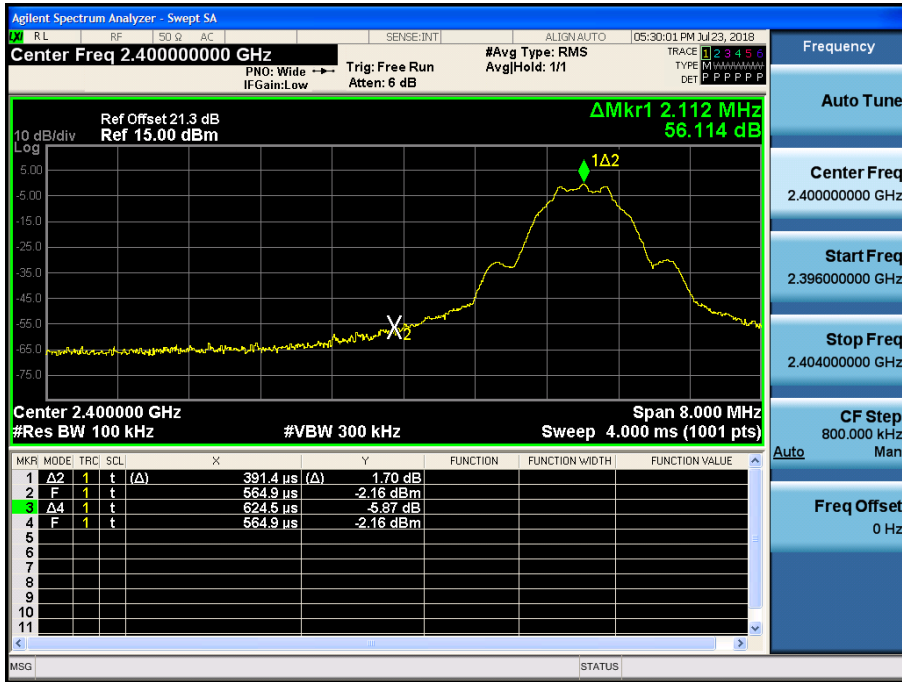 Agilent Spectrum Analyzer - Swept SA
LXI RL RF 50 Ω AC SENSE:INT ALIGN AUTO 05:30:01 PM Jul 23, 2018
Center Freq 2.400000000 GHz
PNO: Wide
IFGain:Low
Trig: Free Run
Atten: 6 dB
#Avg Type: RMS
Avg|Hold: 1/1
TRACE 1 2 3 4 5 6
TYPE M
DET P P P P P P
ΔMkr1 2.112 MHz
56.114 dB
Ref Offset 21.3 dB
10 dB/div Ref 15.00 dBm
Log
5.00
-5.00
-15.0
-25.0
-35.0
-45.0
-55.0
-65.0
-75.0
1Δ2
X2
Center 2.400000 GHz Span 8.000 MHz
#Res BW 100 kHz #VBW 300 kHz Sweep 4.000 ms (1001 pts)
MKR MODE TRC SCL X Y FUNCTION FUNCTION WIDTH FUNCTION VALUE
1 Δ2 1 t (Δ) 391.4 µs (Δ) 1.70 dB
2 F 1 t 564.9 µs -2.16 dBm
3 Δ4 1 t 624.5 µs -5.87 dB
4 F 1 t 564.9 µs -2.16 dBm
5
6
7
8
9
10
11
MSG STATUS
Frequency
Auto Tune
Center Freq
2.400000000 GHz
Start Freq
2.396000000 GHz
Stop Freq
2.404000000 GHz
CF Step
800.000 kHz
Auto Man
Freq Offset
0 Hz